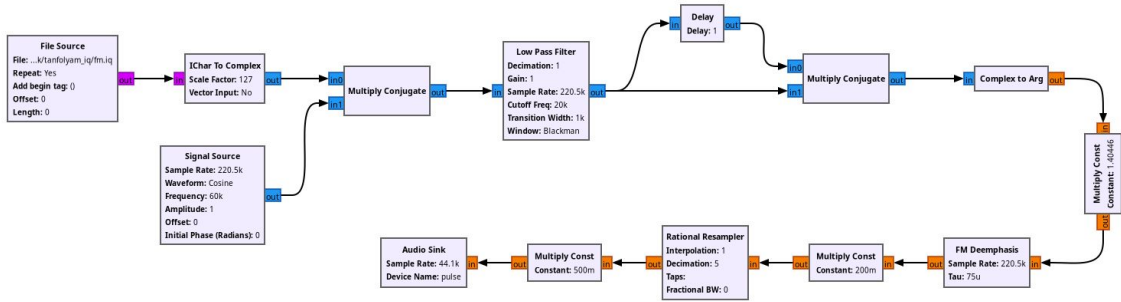 File Source
File: ...k/tanfolyam_iq/fm.iq
Repeat: Yes
Add begin tag: ()
Offset: 0
Length: 0
out
in
IChar To Complex
Scale Factor: 127
Vector Input: No
out
Signal Source
Sample Rate: 220.5k
Waveform: Cosine
Frequency: 60k
Amplitude: 1
Offset: 0
Initial Phase (Radians): 0
out
in0
in1
Multiply Conjugate
out
in
Low Pass Filter
Decimation: 1
Gain: 1
Sample Rate: 220.5k
Cutoff Freq: 20k
Transition Width: 1k
Window: Blackman
out
in
Delay
Delay: 1
out
in0
in1
Multiply Conjugate
out
in
Complex to Arg
out
in
Multiply Const
Constant: 1.40446
out
in
FM Deemphasis
Sample Rate: 220.5k
Tau: 75u
out
in
Multiply Const
Constant: 200m
out
in
Rational Resampler
Interpolation: 1
Decimation: 5
Taps:
Fractional BW: 0
out
in
Multiply Const
Constant: 500m
out
in
Audio Sink
Sample Rate: 44.1k
Device Name: pulse